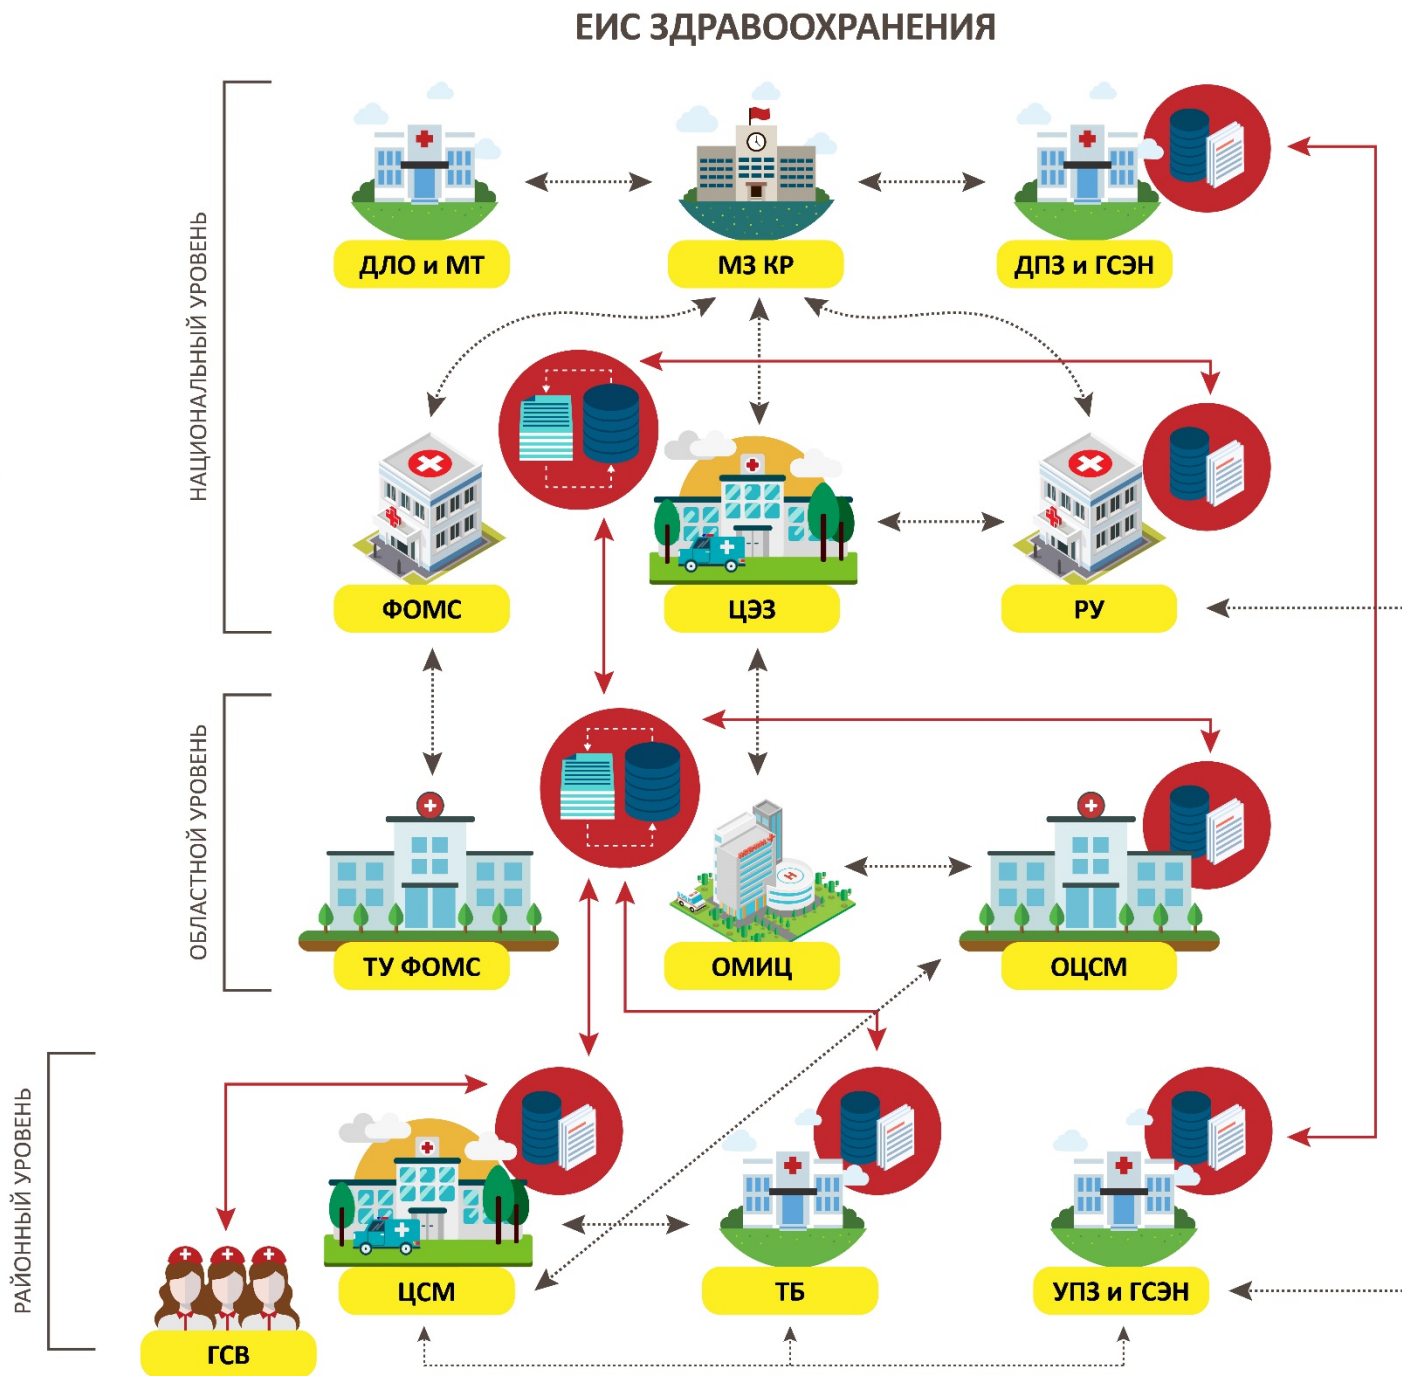 ЕИС ЗДРАВООХРАНЕНИЯ
НАЦИОНАЛЬНЫЙ УРОВЕНЬ
ДЛО и МТ
МЗ КР
ДПЗ и ГСЭН
ФОМС
ЦЭЗ
РУ
ОБЛАСТНОЙ УРОВЕНЬ
ТУ ФОМС
ОМИЦ
ОЦСМ
РАЙОННЫЙ УРОВЕНЬ
ЦСМ
ТБ
УПЗ и ГСЭН
ГСВ